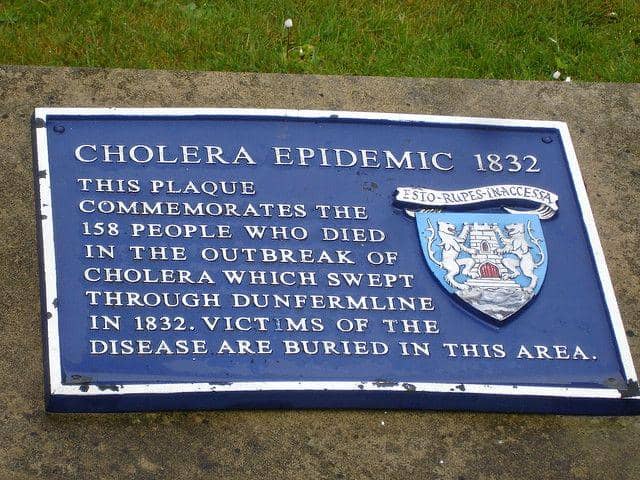 CHOLERA EPIDEMIC 1832
THIS PLAQUE
COMMEMORATES THE
158 PEOPLE WHO DIED
IN THE OUTBREAK OF
CHOLERA WHICH SWEPT
THROUGH DUNFERMLINE
IN 1832. VICTIMS OF THE
DISEASE ARE BURIED IN THIS AREA.
ESTO·RUPES·INACCESSA